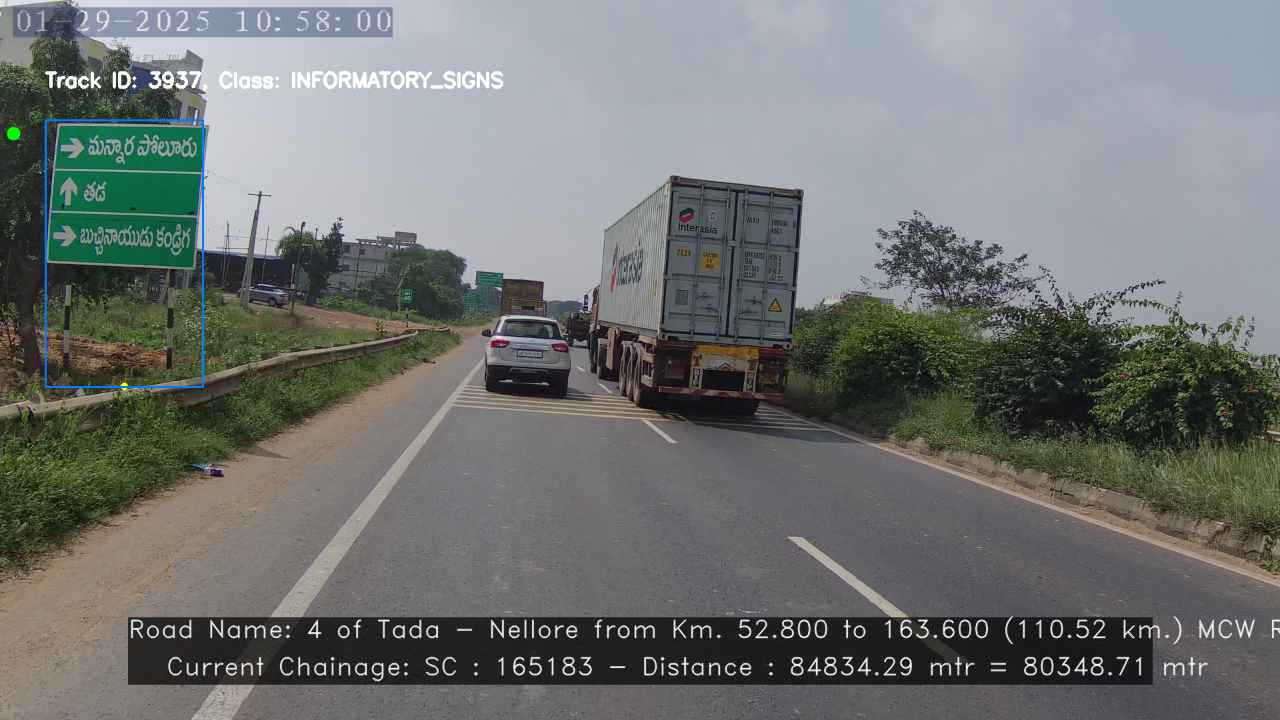 01-29-2025 10:58:00
Track ID: 3937, Class: INFORMATORY_SIGNS
మన్నార పోలూరు
తడ
బుచ్చినాయుడు కండ్రిగ
Interasia
interasia
Road Name: 4 of Tada - Nellore from Km. 52.800 to 163.600 (110.52 km.) MCW R
Current Chainage: SC : 165183 - Distance : 84834.29 mtr = 80348.71 mtr